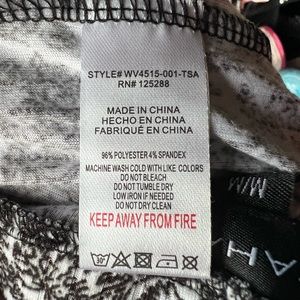 STYLE# WV4515-001-TSA
RN# 125288
MADE IN CHINA
HECHO EN CHINA
FABRIQUÉ EN CHINA
96% POLYESTER 4% SPANDEX
MACHINE WASH COLD WITH LIKE COLORS
DO NOT BLEACH
DO NOT TUMBLE DRY
LOW IRON IF NEEDED
DO NOT DRY CLEAN
KEEP AWAY FROM FIRE
M/M
AH